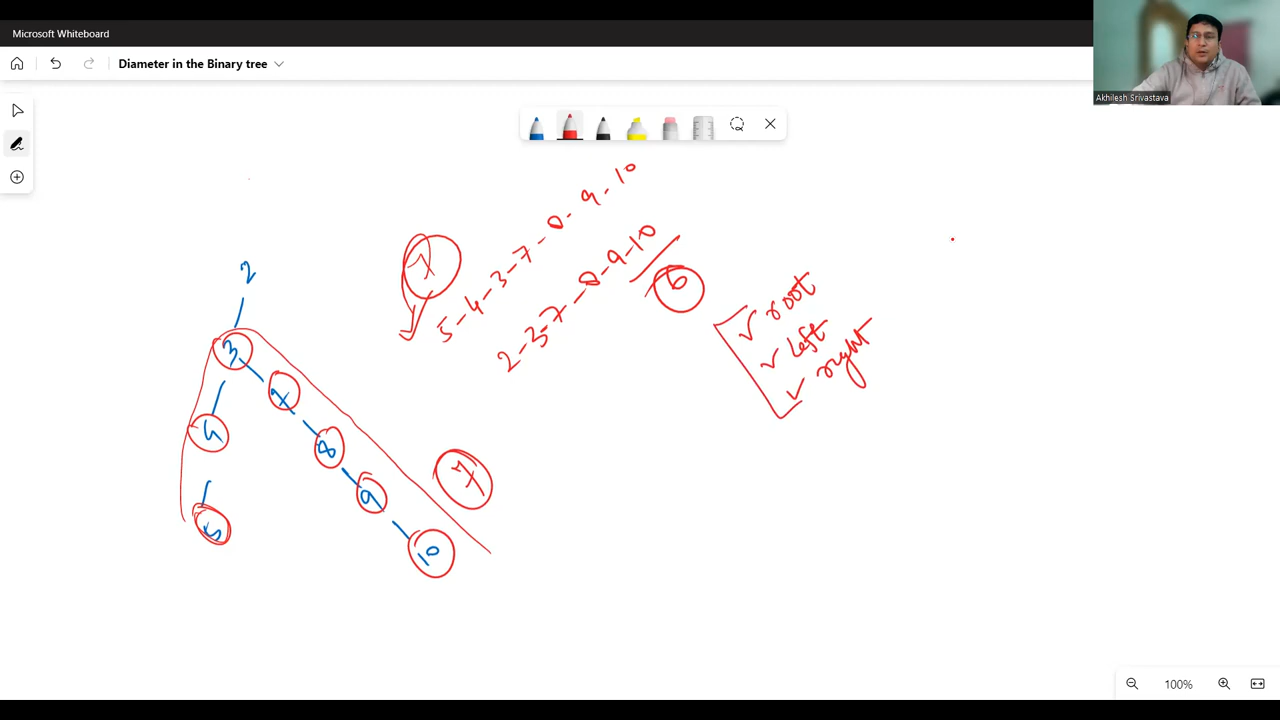 Microsoft Whiteboard
Diameter in the Binary tree
Akhilesh Srivastava
5-4-3-7-8-9-10
7
2-3-7-8-9-10
6
root
left
right
2
3
7
4
8
9
7
5
10
100%